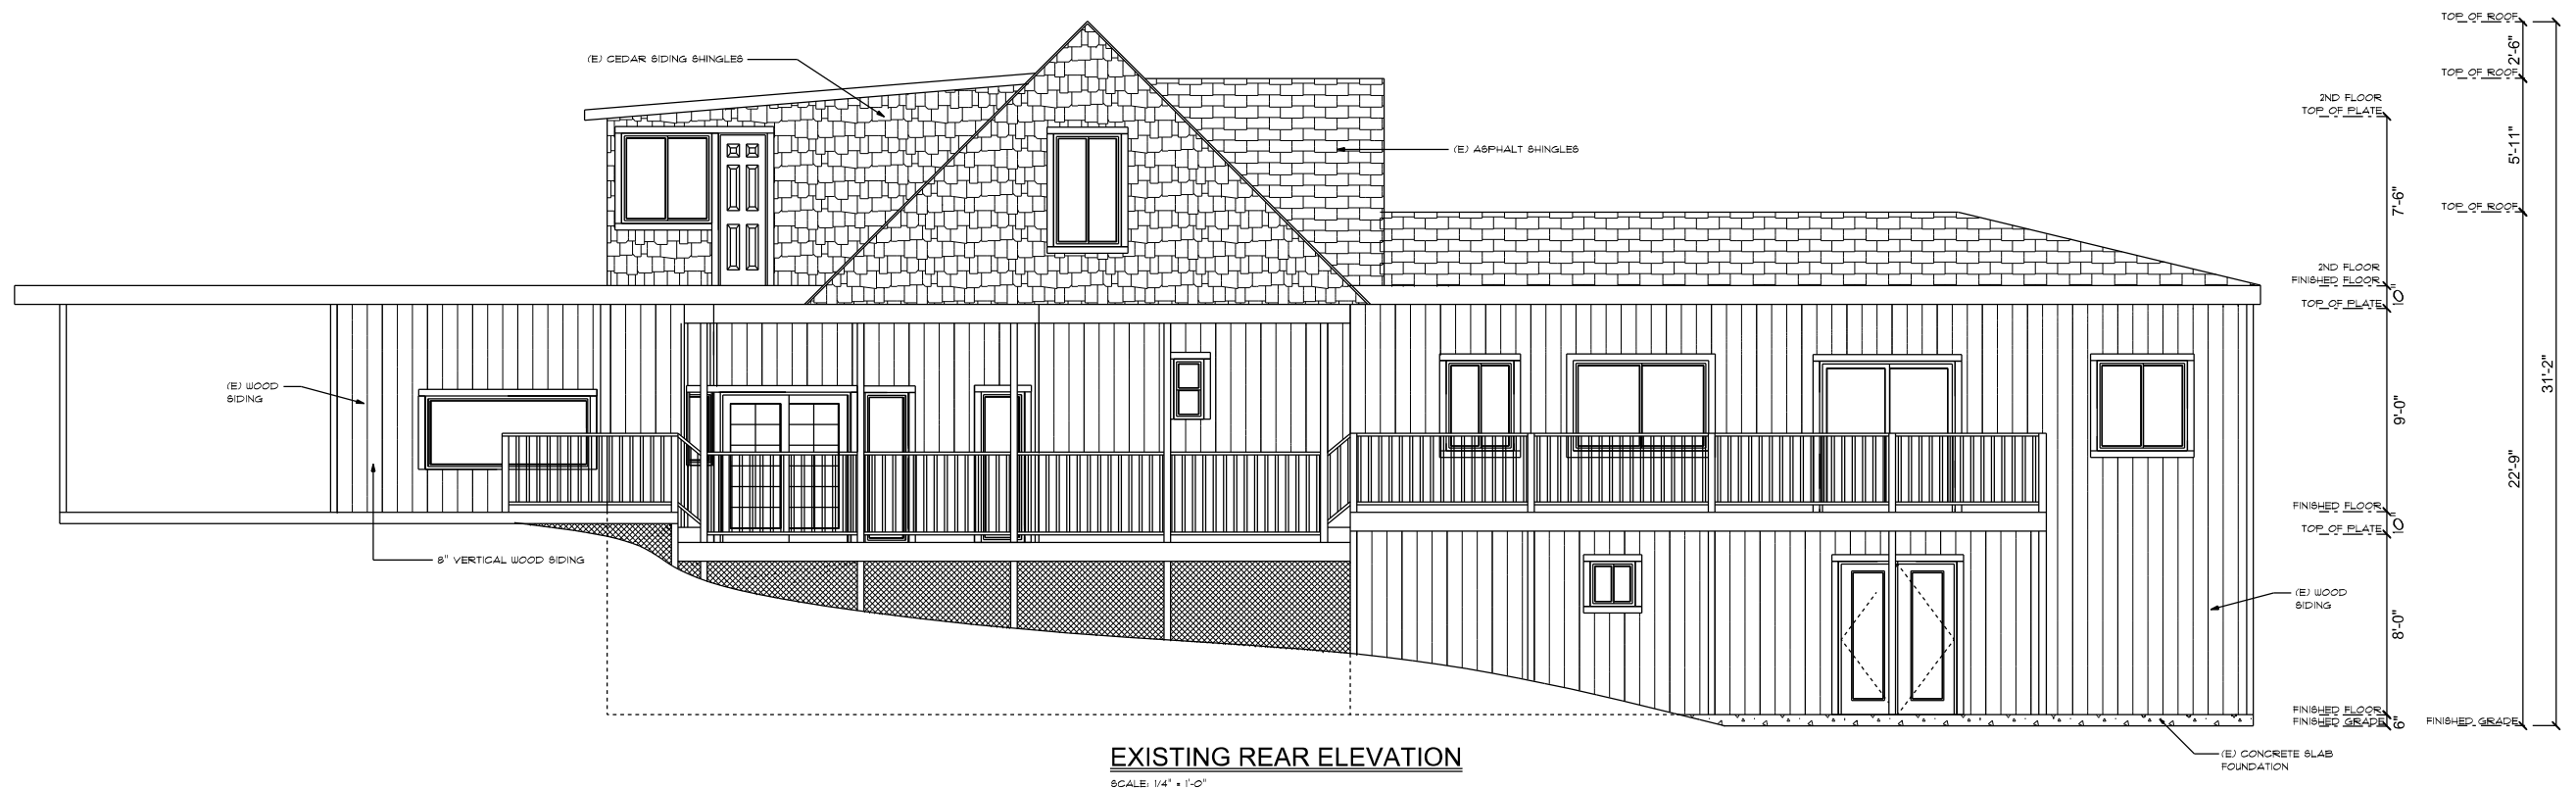 TOP OF ROOF
2'-6"
(E) CEDAR SIDING SHINGLES
TOP OF ROOF
2ND FLOOR
TOP OF PLATE
5'-11"
(E) ASPHALT SHINGLES
7'-6"
TOP OF ROOF
2ND FLOOR
FINISHED FLOOR
10"
TOP OF PLATE
31'-2"
(E) WOOD
SIDING
9'-0"
22'-9"
FINISHED FLOOR
10"
TOP OF PLATE
8" VERTICAL WOOD SIDING
(E) WOOD
SIDING
8'-0"
FINISHED FLOOR
FINISHED GRADE
6"
FINISHED GRADE
(E) CONCRETE SLAB
FOUNDATION
EXISTING REAR ELEVATION
SCALE: 1/4" = 1'-0"